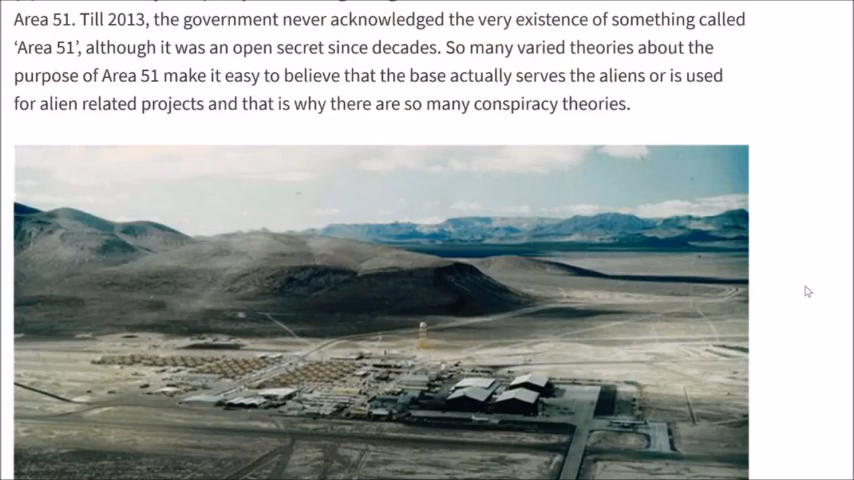 Area 51. Till 2013, the government never acknowledged the very existence of something called
‘Area 51’, although it was an open secret since decades. So many varied theories about the
purpose of Area 51 make it easy to believe that the base actually serves the aliens or is used
for alien related projects and that is why there are so many conspiracy theories.